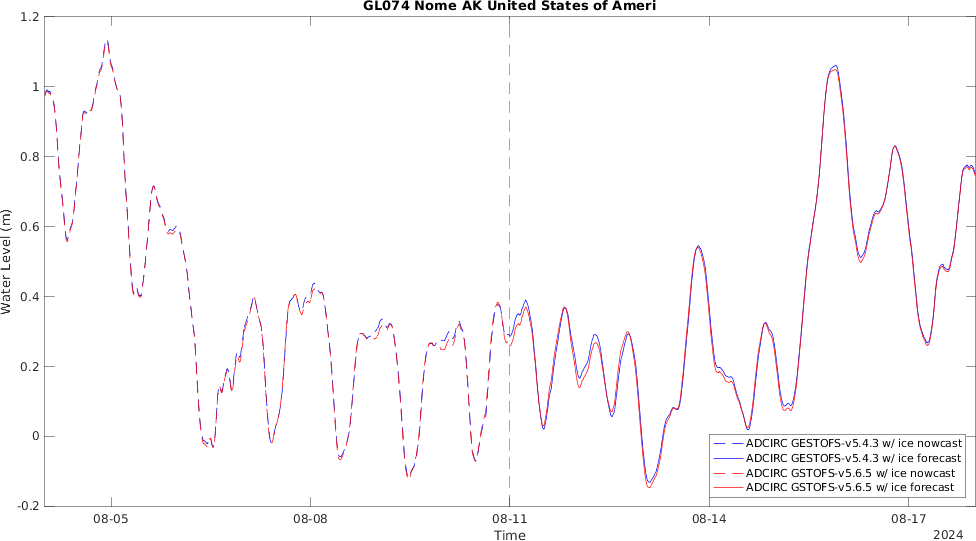 GL074 Nome AK United States of Ameri
1.2
1
0.8
0.6
0.4
0.2
0
-0.2
Water Level (m)
08-05
08-08
08-11
08-14
08-17
Time
2024
ADCIRC GESTOFS-v5.4.3 w/ ice nowcast
ADCIRC GESTOFS-v5.4.3 w/ ice forecast
ADCIRC GSTOFS-v5.6.5 w/ ice nowcast
ADCIRC GSTOFS-v5.6.5 w/ ice forecast